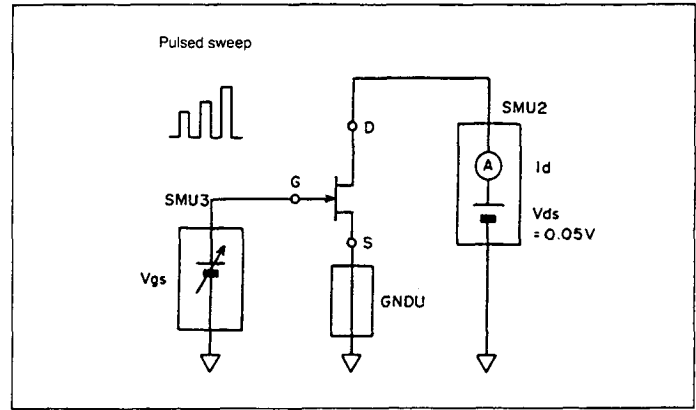 Pulsed sweep
SMU2
D
A
Id
G
SMU3
Vds
= 0.05V
S
Vgs
GNDU